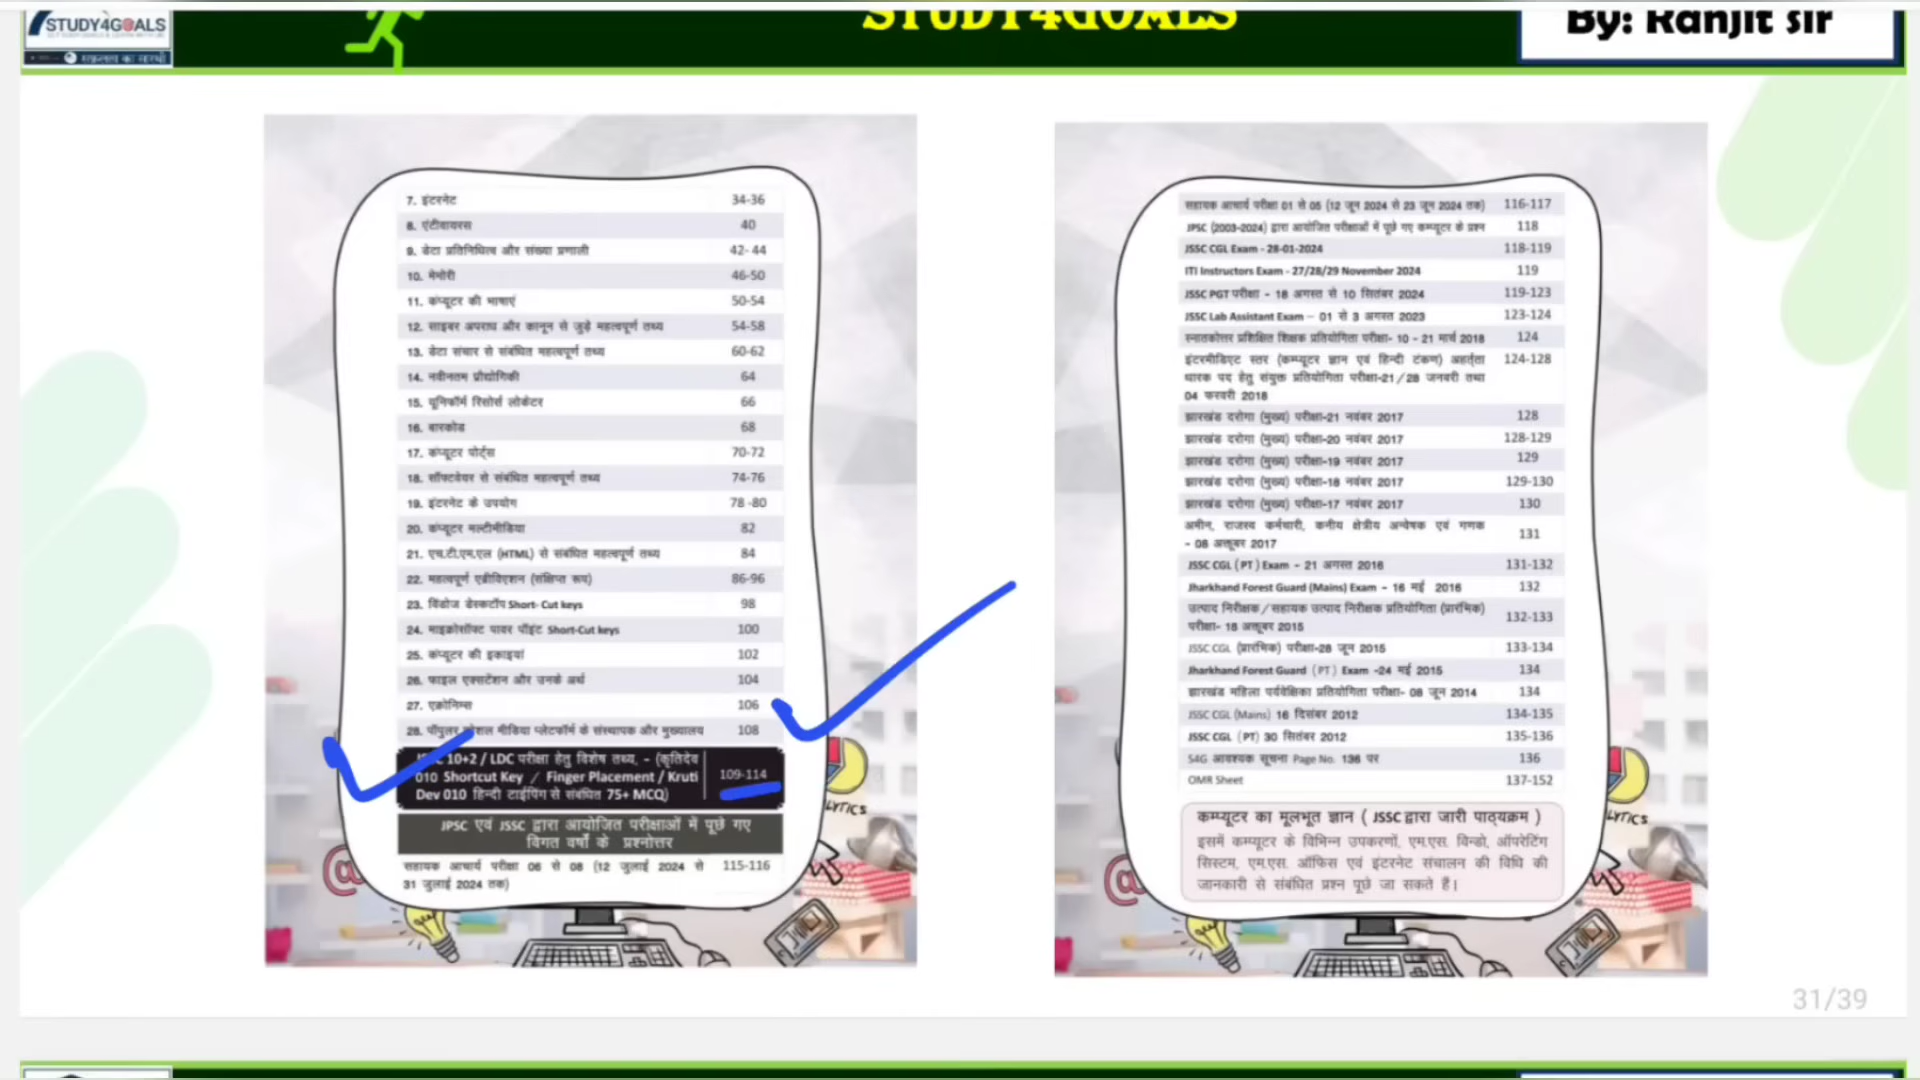 STUDY4GOALS
सफलता का सारथी
STUDY4GOALS
By: Ranjit sir
7. इंटरनेट 34-36
8. एंटीवायरस 40
9. डेटा प्रतिनिधित्व और संख्या प्रणाली 42- 44
10. मेमोरी 46-50
11. कंप्यूटर की भाषाएं 50-54
12. साइबर अपराध और कानून से जुड़े महत्वपूर्ण तथ्य 54-58
13. डेटा संचार से संबंधित महत्वपूर्ण तथ्य 60-62
14. नवीनतम प्रौद्योगिकी 64
15. यूनिफॉर्म रिसोर्स लोकेटर 66
16. बारकोड 68
17. कंप्यूटर पोर्ट्स 70-72
18. सॉफ्टवेयर से संबंधित महत्वपूर्ण तथ्य 74-76
19. इंटरनेट के उपयोग 78 -80
20. कंप्यूटर मल्टीमीडिया 82
21. एच.टी.एम.एल (HTML) से संबंधित महत्वपूर्ण तथ्य 84
22. महत्वपूर्ण एब्रीविएशन (संक्षिप्त रूप) 86-96
23. विंडोज डेस्कटॉप Short- Cut keys 98
24. माइक्रोसॉफ्ट पावर पॉइंट Short-Cut keys 100
25. कंप्यूटर की इकाइयां 102
26. फाइल एक्सटेंशन और उनके अर्थ 104
27. एक्रोनिम्स 106
28. पॉपुलर सोशल मीडिया प्लेटफॉर्म के संस्थापक और मुख्यालय 108
10+2 / LDC परीक्षा हेतु विशेष तथ्य, - (कृतिदेव
010 Shortcut Key / Finger Placement / Kruti 109-114
Dev 010 हिन्दी टाईपिंग से संबंधित 75+ MCQ)
JPSC एवं JSSC द्वारा आयोजित परीक्षाओं में पूछे गए
विगत वर्षों के प्रश्नोत्तर
सहायक आचार्य परीक्षा 06 से 08 (12 जुलाई 2024 से 115-116
31 जुलाई 2024 तक)
सहायक आचार्य परीक्षा 01 से 05 (12 जून 2024 से 23 जून 2024 तक) 116-117
JPSC (2003-2024) द्वारा आयोजित परीक्षाओं में पूछे गए कम्प्यूटर के प्रश्न 118
JSSC CGL Exam - 28-01-2024 118-119
ITI Instructors Exam - 27/28/29 November 2024 119
JSSC PGT परीक्षा - 18 अगस्त से 10 सितंबर 2024 119-123
JSSC Lab Assistant Exam – 01 से 3 अगस्त 2023 123-124
स्नातकोत्तर प्रशिक्षित शिक्षक प्रतियोगिता परीक्षा- 10 - 21 मार्च 2018 124
इंटरमीडिएट स्तर (कम्प्यूटर ज्ञान एवं हिन्दी टंकण) अहर्त्ता 124-128
धारक पद हेतु संयुक्त प्रतियोगिता परीक्षा-21/28 जनवरी तथा
04 फरवरी 2018
झारखंड दरोगा (मुख्य) परीक्षा-21 नवंबर 2017 128
झारखंड दरोगा (मुख्य) परीक्षा-20 नवंबर 2017 128-129
झारखंड दरोगा (मुख्य) परीक्षा-19 नवंबर 2017 129
झारखंड दरोगा (मुख्य) परीक्षा-18 नवंबर 2017 129-130
झारखंड दरोगा (मुख्य) परीक्षा-17 नवंबर 2017 130
अमीन, राजस्व कर्मचारी, कनीय क्षेत्रीय अन्वेषक एवं गणक 131
- 08 अक्तूबर 2017
JSSC CGL (PT) Exam - 21 अगस्त 2016 131-132
Jharkhand Forest Guard (Mains) Exam - 16 मई 2016 132
उत्पाद निरीक्षक/सहायक उत्पाद निरीक्षक प्रतियोगिता (प्रारंभिक) 132-133
परीक्षा- 18 अक्तूबर 2015
JSSC CGL (प्रारंभिक) परीक्षा-28 जून 2015 133-134
Jharkhand Forest Guard (PT) Exam -24 मई 2015 134
झारखंड महिला पर्यवेक्षिका प्रतियोगिता परीक्षा- 08 जून 2014 134
JSSC CGL (Mains) 16 दिसंबर 2012 134-135
JSSC CGL (PT) 30 सितंबर 2012 135-136
S4G आवश्यक सूचना Page No. 136 पर 136
OMR Sheet 137-152
कम्प्यूटर का मूलभूत ज्ञान ( JSSC द्वारा जारी पाठ्यक्रम )
इसमें कम्प्यूटर के विभिन्न उपकरणों, एम.एस. विन्डो, ऑपरेटिंग
सिस्टम, एम.एस. ऑफिस एवं इंटरनेट संचालन की विधि की
जानकारी से संबंधित प्रश्न पूछे जा सकते हैं।
31/39